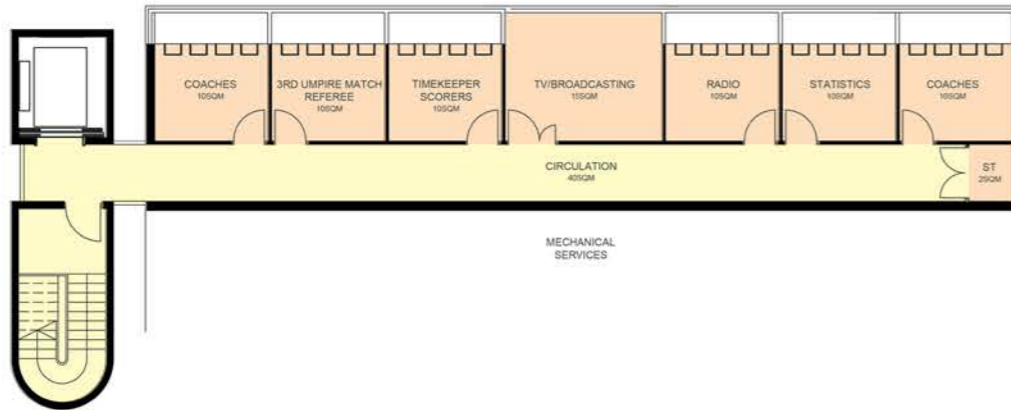 COACHES
10SQM
3RD UMPIRE MATCH
REFEREE
10SQM
TIMEKEEPER
SCORERS
10SQM
TV/BROADCASTING
15SQM
RADIO
10SQM
STATISTICS
10SQM
COACHES
10SQM
CIRCULATION
40SQM
ST
2SQM
MECHANICAL
SERVICES